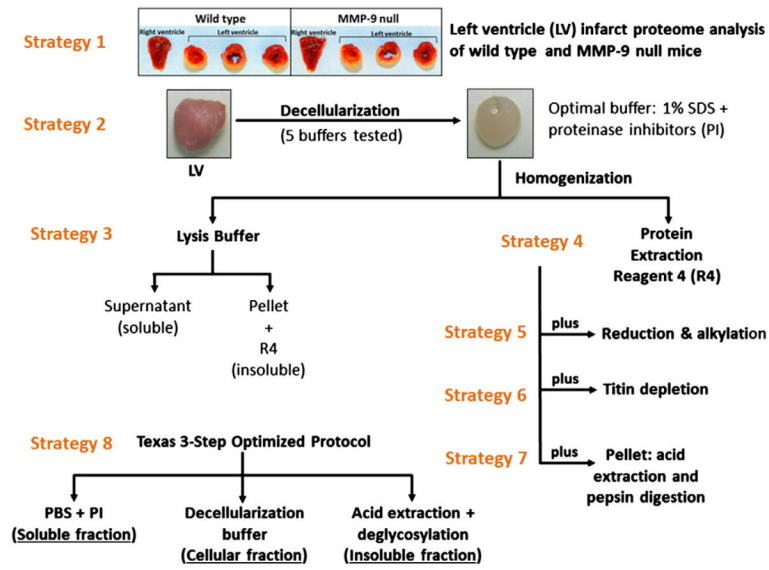 Strategy 1
Wild type
MMP-9 null
Right ventricle
Left ventricle
Right ventricle
Left ventricle
Left ventricle (LV) infarct proteome analysis
of wild type and MMP-9 null mice
Strategy 2
LV
Decellularization
(5 buffers tested)
Optimal buffer: 1% SDS +
proteinase inhibitors (PI)
Homogenization
Strategy 3
Lysis Buffer
Supernatant
(soluble)
Pellet
+
R4
(insoluble)
Strategy 4
Protein
Extraction
Reagent 4 (R4)
Strategy 5
plus
Reduction & alkylation
Strategy 6
plus
Titin depletion
Strategy 7
plus
Pellet: acid
extraction and
pepsin digestion
Strategy 8
Texas 3-Step Optimized Protocol
PBS + PI
(Soluble fraction)
Decellularization
buffer
(Cellular fraction)
Acid extraction +
deglycosylation
(Insoluble fraction)